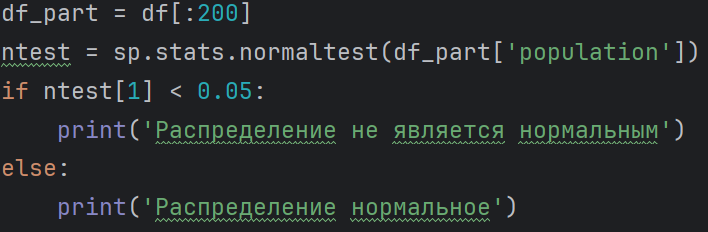 df_part = df[:200]
ntest = sp.stats.normaltest(df_part['population'])
if ntest[1] < 0.05:
    print('Распределение не является нормальным')
else:
    print('Распределение нормальное')